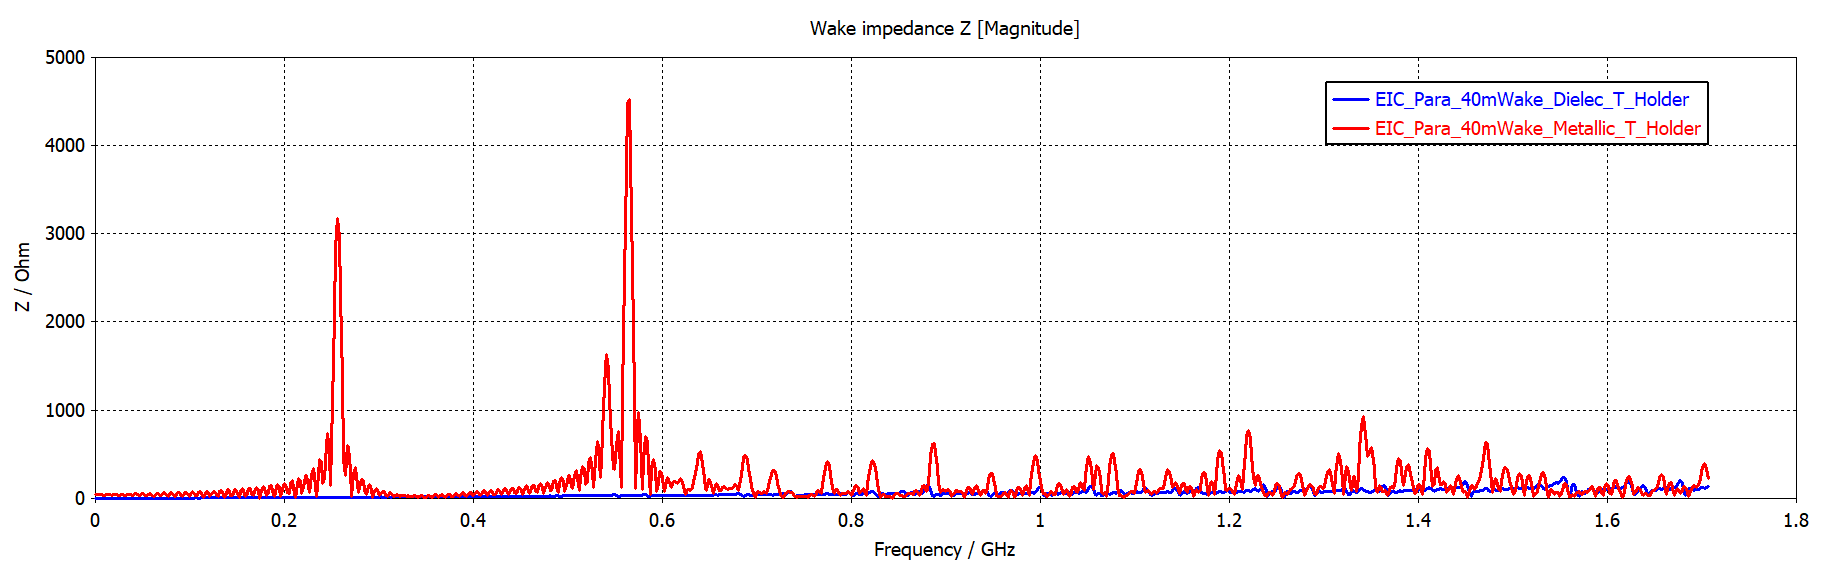 Wake impedance Z [Magnitude]
5000
4000
3000
2000
1000
0
Z / Ohm
EIC_Para_40mWake_Dielec_T_Holder
EIC_Para_40mWake_Metallic_T_Holder
0 0.2 0.4 0.6 0.8 1 1.2 1.4 1.6 1.8
Frequency / GHz